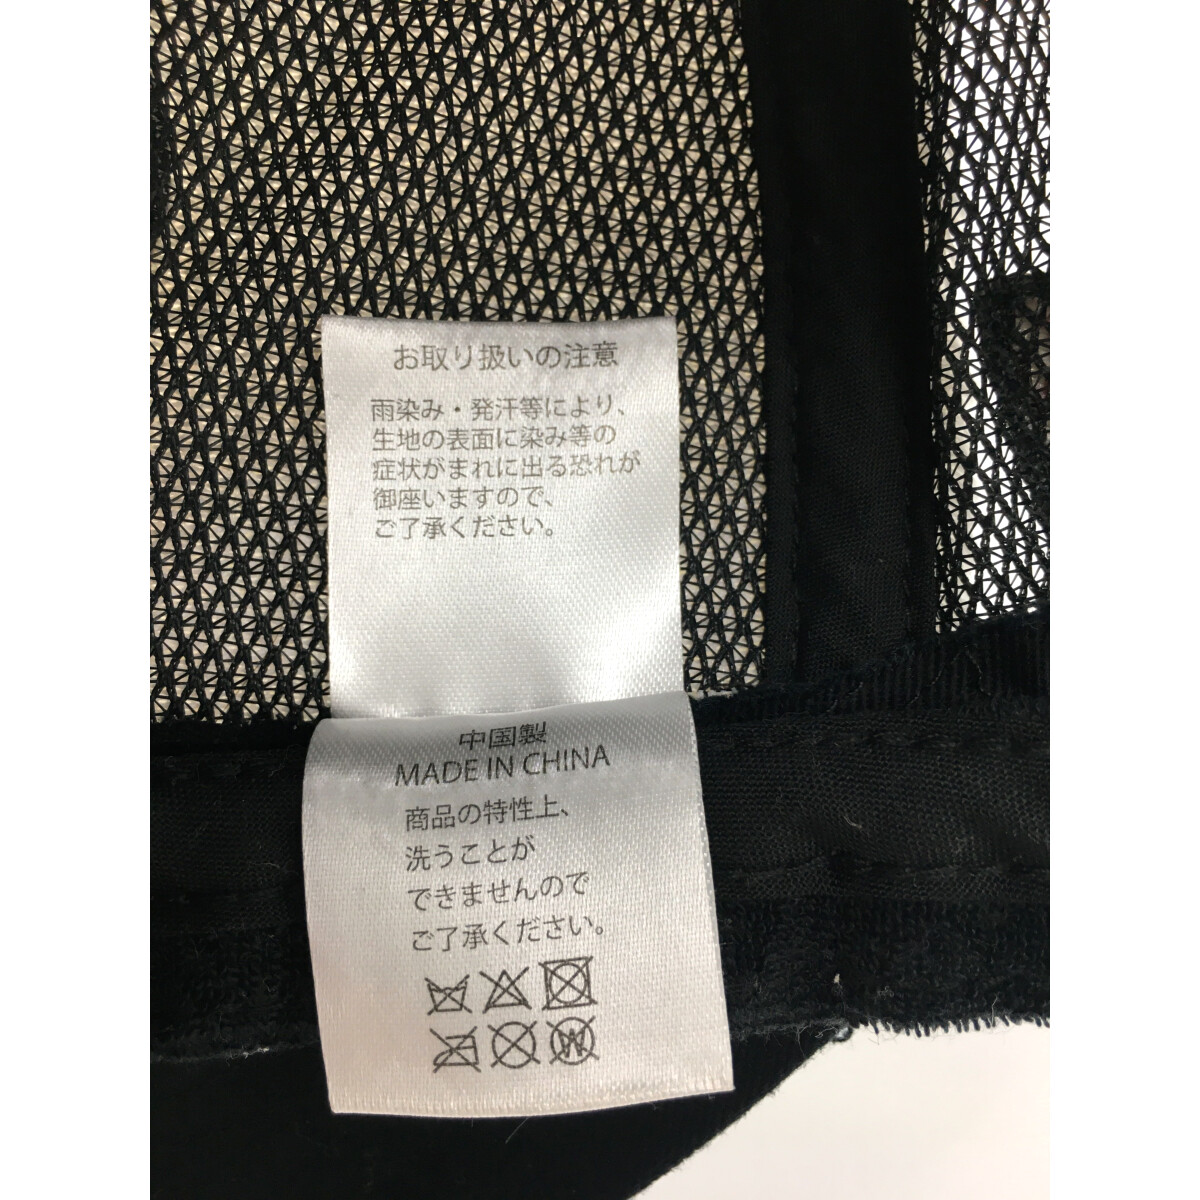 お取り扱いの注意
雨染み・発汗等により、
生地の表面に染み等の
症状がまれに出る恐れが
御座いますので、
ご了承ください。
中国製
MADE IN CHINA
商品の特性上、
洗うことが
できませんので
ご了承ください。